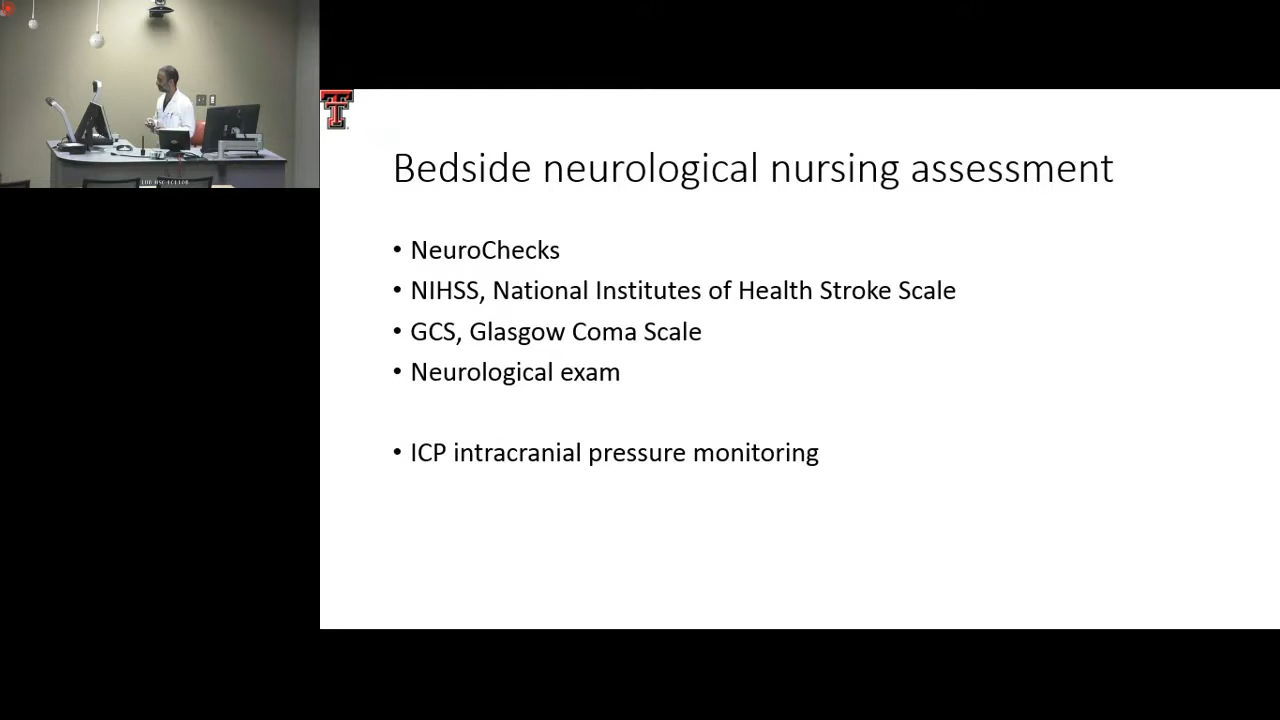 Bedside neurological nursing assessment
• NeuroChecks
• NIHSS, National Institutes of Health Stroke Scale
• GCS, Glasgow Coma Scale
• Neurological exam
• ICP intracranial pressure monitoring